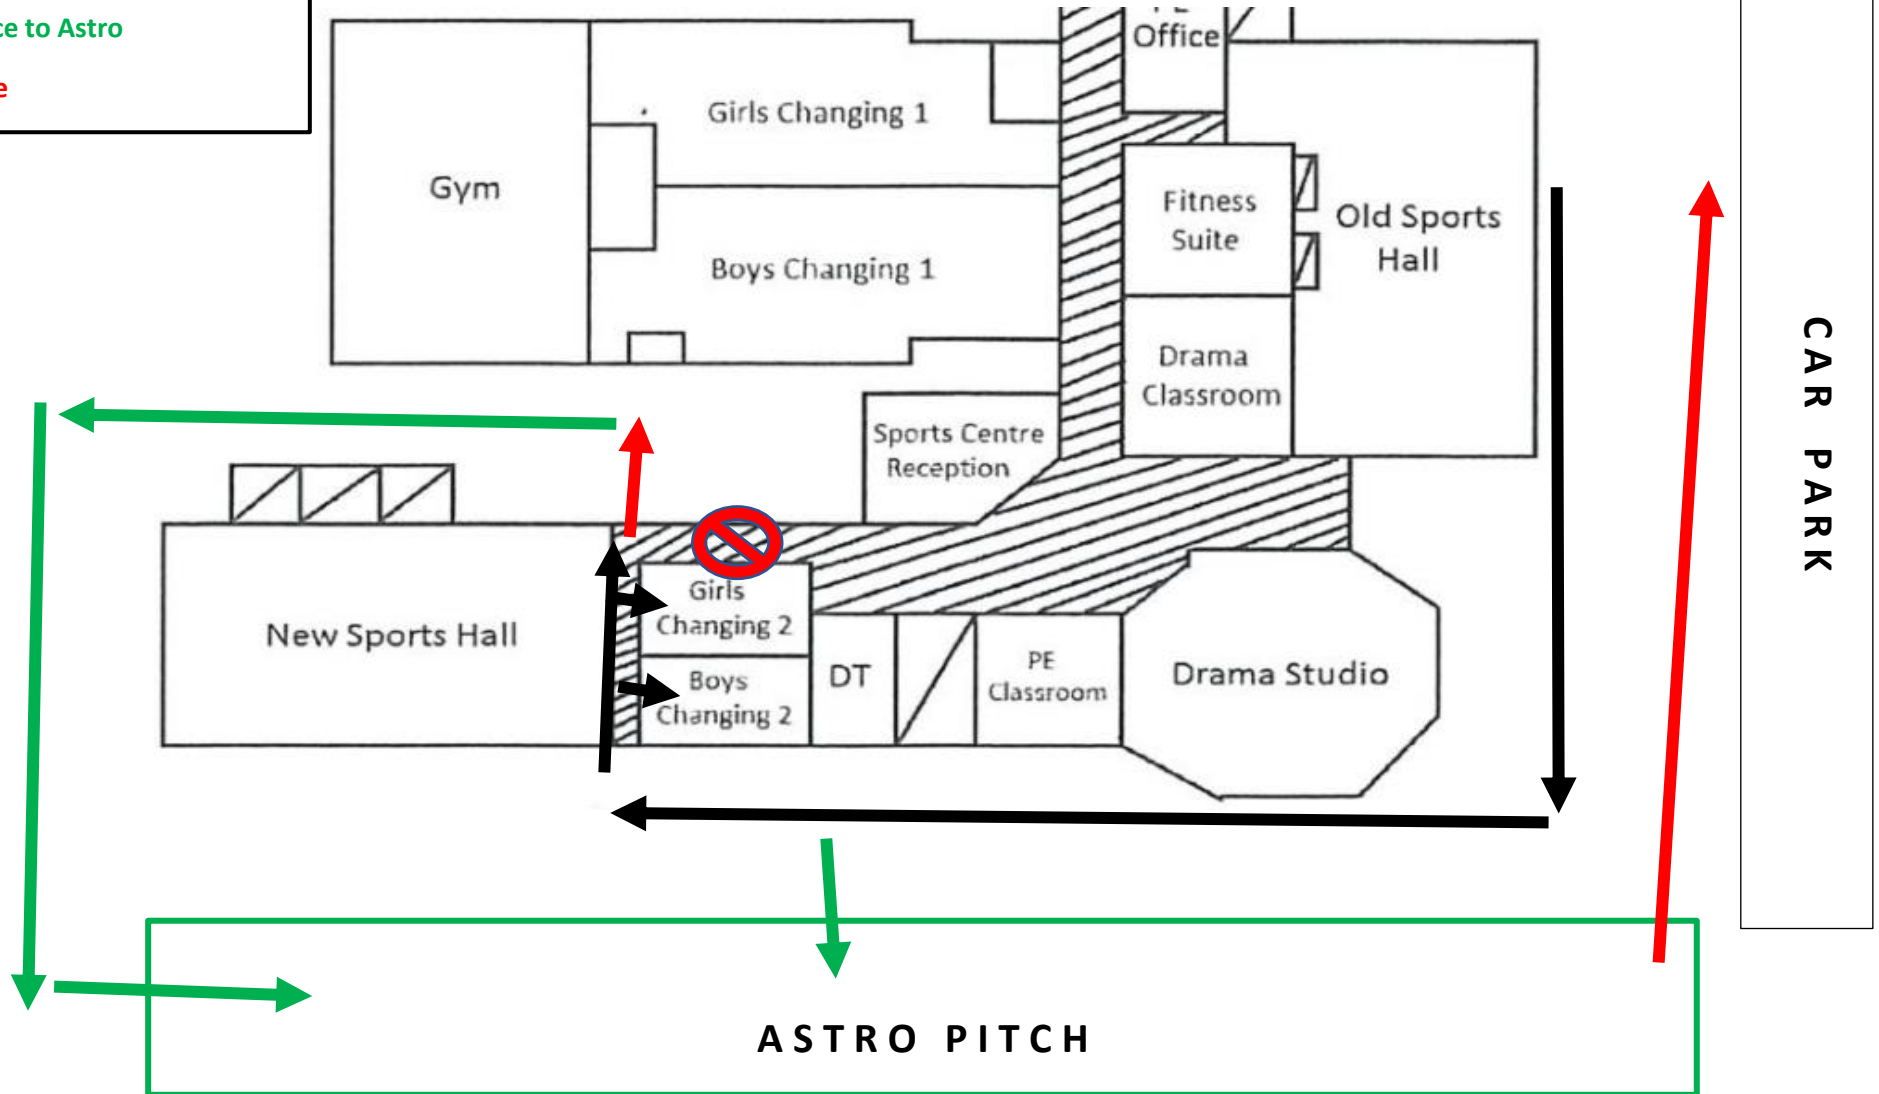 to Astro
Office
Girls Changing 1
Gym
Fitness
Suite
Old Sports
Hall
Boys Changing 1
Drama
Classroom
CAR PARK
Sports Centre
Reception
Girls
Changing 2
New Sports Hall
Boys
Changing 2
DT
PE
Classroom
Drama Studio
ASTRO PITCH